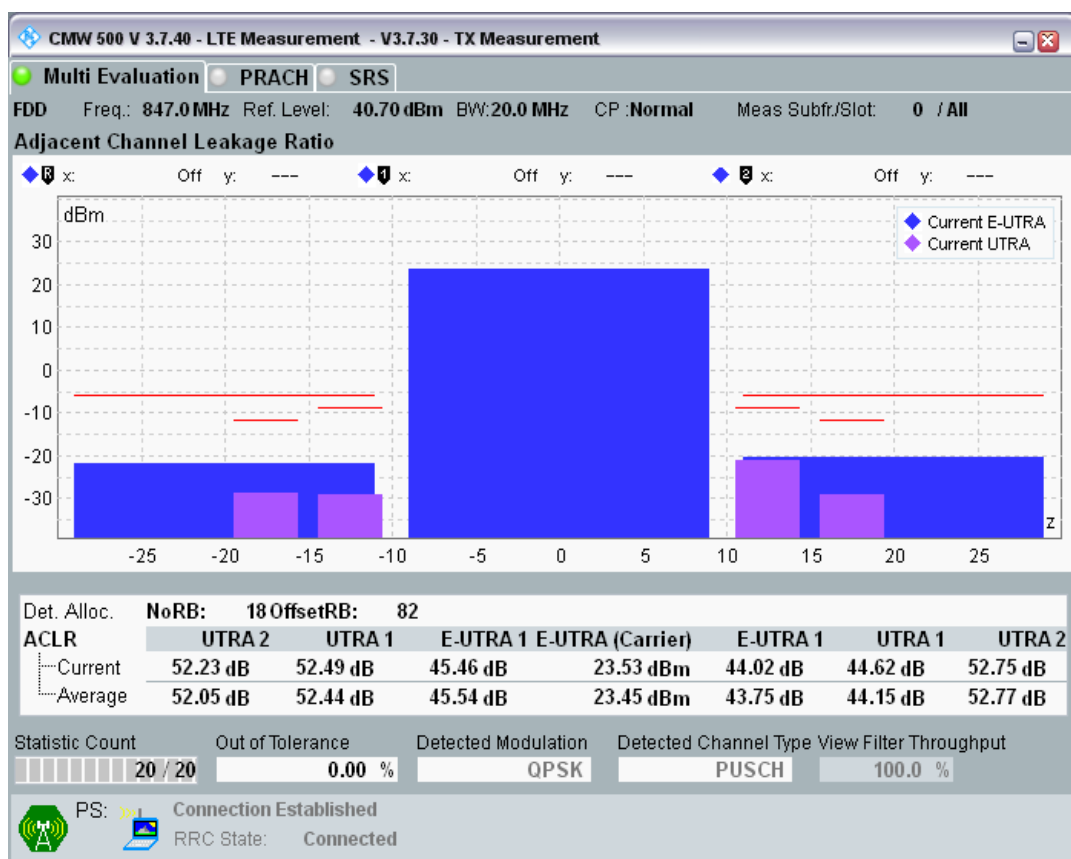 CMW 500 V 3.7.40 - LTE Measurement - V3.7.30 - TX Measurement
Multi Evaluation PRACH SRS
FDD Freq.: 847.0 MHz Ref. Level: 40.70 dBm BW:20.0 MHz CP :Normal Meas Subfr./Slot: 0 / All
Adjacent Channel Leakage Ratio
R x: Off y: --- 1 x: Off y: --- 2 x: Off y: ---
dBm
Current E-UTRA
Current UTRA
30
20
10
0
-10
-20
-30
z
-25 -20 -15 -10 -5 0 5 10 15 20 25
Det. Alloc. NoRB: 18 OffsetRB: 82
ACLR UTRA 2 UTRA 1 E-UTRA 1 E-UTRA (Carrier) E-UTRA 1 UTRA 1 UTRA 2
Current 52.23 dB 52.49 dB 45.46 dB 23.53 dBm 44.02 dB 44.62 dB 52.75 dB
Average 52.05 dB 52.44 dB 45.54 dB 23.45 dBm 43.75 dB 44.15 dB 52.77 dB
Statistic Count Out of Tolerance Detected Modulation Detected Channel Type View Filter Throughput
20 / 20 0.00 % QPSK PUSCH 100.0 %
PS: Connection Established
RRC State: Connected